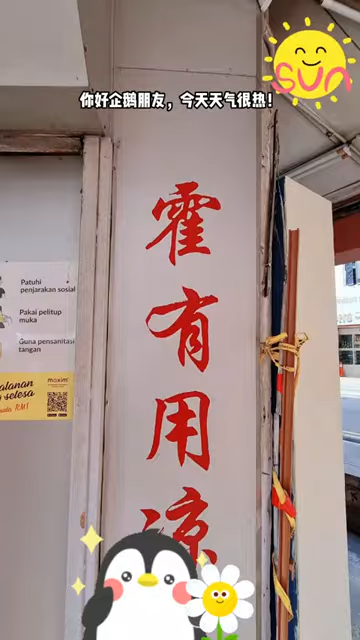 SUN
你好企鹅朋友，今天天气很热！
霍
有
用
凉
Patuhi
penjarakan sosial
Pakai pelitup
muka
Guna pensanitasi
tangan
maxim